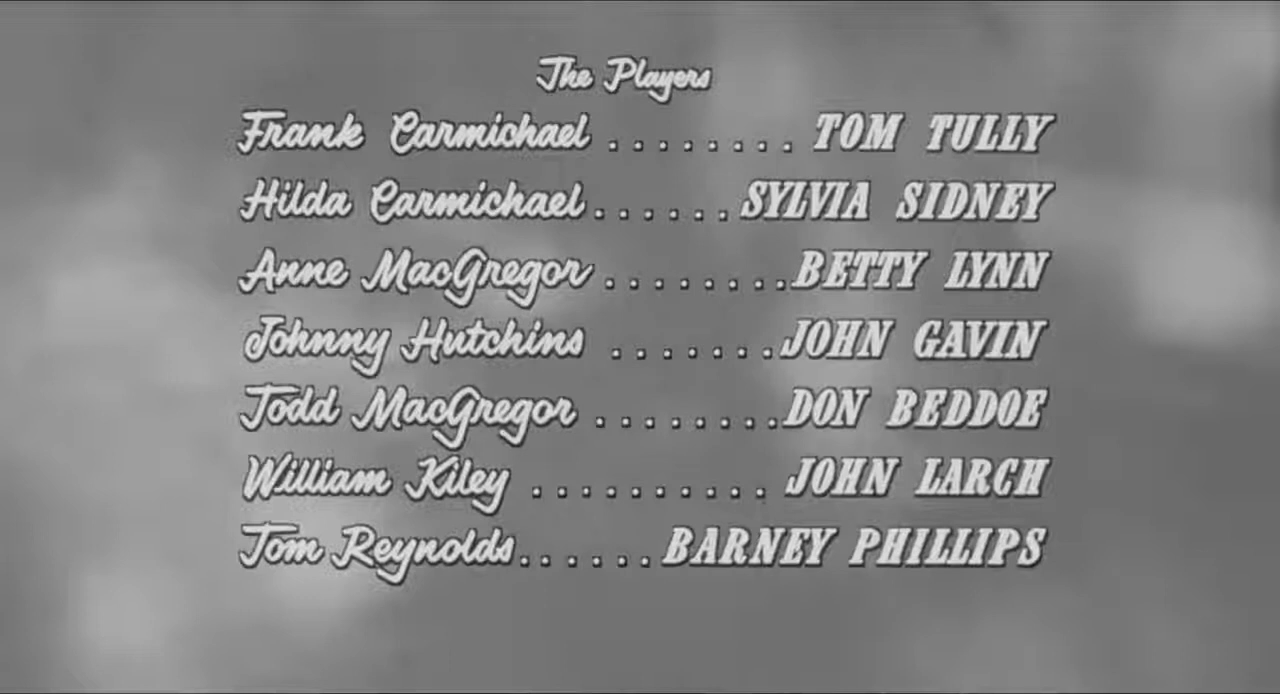 The Players
Frank Carmichael ........ TOM TULLY
Hilda Carmichael ...... SYLVIA SIDNEY
Anne MacGregor ........ BETTY LYNN
Johnny Hutchins ....... JOHN GAVIN
Todd MacGregor ........ DON BEDDOE
William Kiley .......... JOHN LARCH
Tom Reynolds ...... BARNEY PHILLIPS